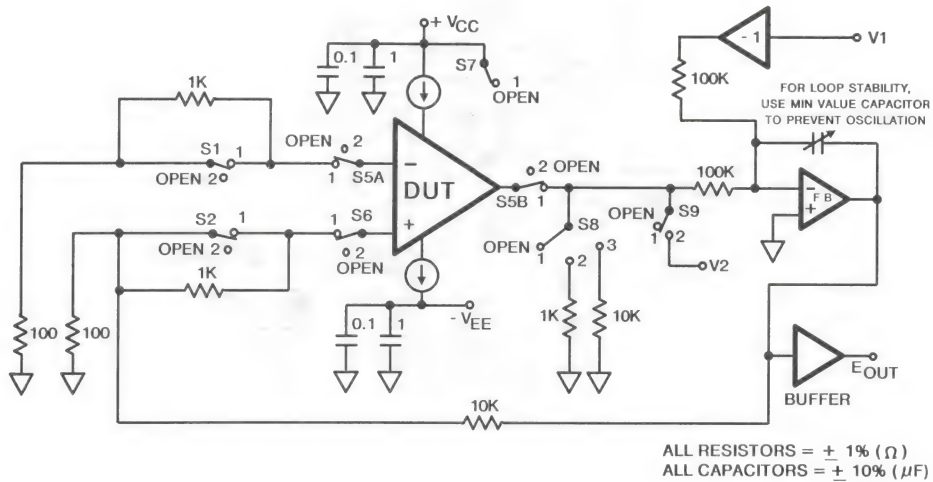 + VCC
- 1
V1
0.1
1
S7
1
OPEN
100K
FOR LOOP STABILITY,
USE MIN VALUE CAPACITOR
TO PREVENT OSCILLATION
1K
S1
1
OPEN 2
OPEN
2
1
S5A
−
DUT
+
S5B
2 OPEN
1
100K
−
F B
+
S2
1
OPEN 2
1
S6
2
OPEN
1K
S8
OPEN
1
2
3
S9
OPEN
1
2
V2
0.1
1
- VEE
100
100
1K
10K
EOUT
BUFFER
10K
ALL RESISTORS = ± 1% (Ω)
ALL CAPACITORS = ± 10% (μF)